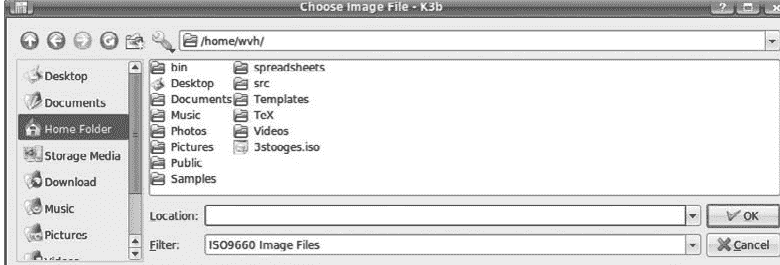 Choose Image File - K3b
/home/wvh/
Desktop
Documents
Home Folder
Storage Media
Download
Music
Pictures
Videos
bin
Desktop
Documents
Music
Photos
Pictures
Public
Samples
spreadsheets
src
Templates
TeX
Videos
3stooges.iso
Location:
OK
Filter: ISO9660 Image Files
Cancel